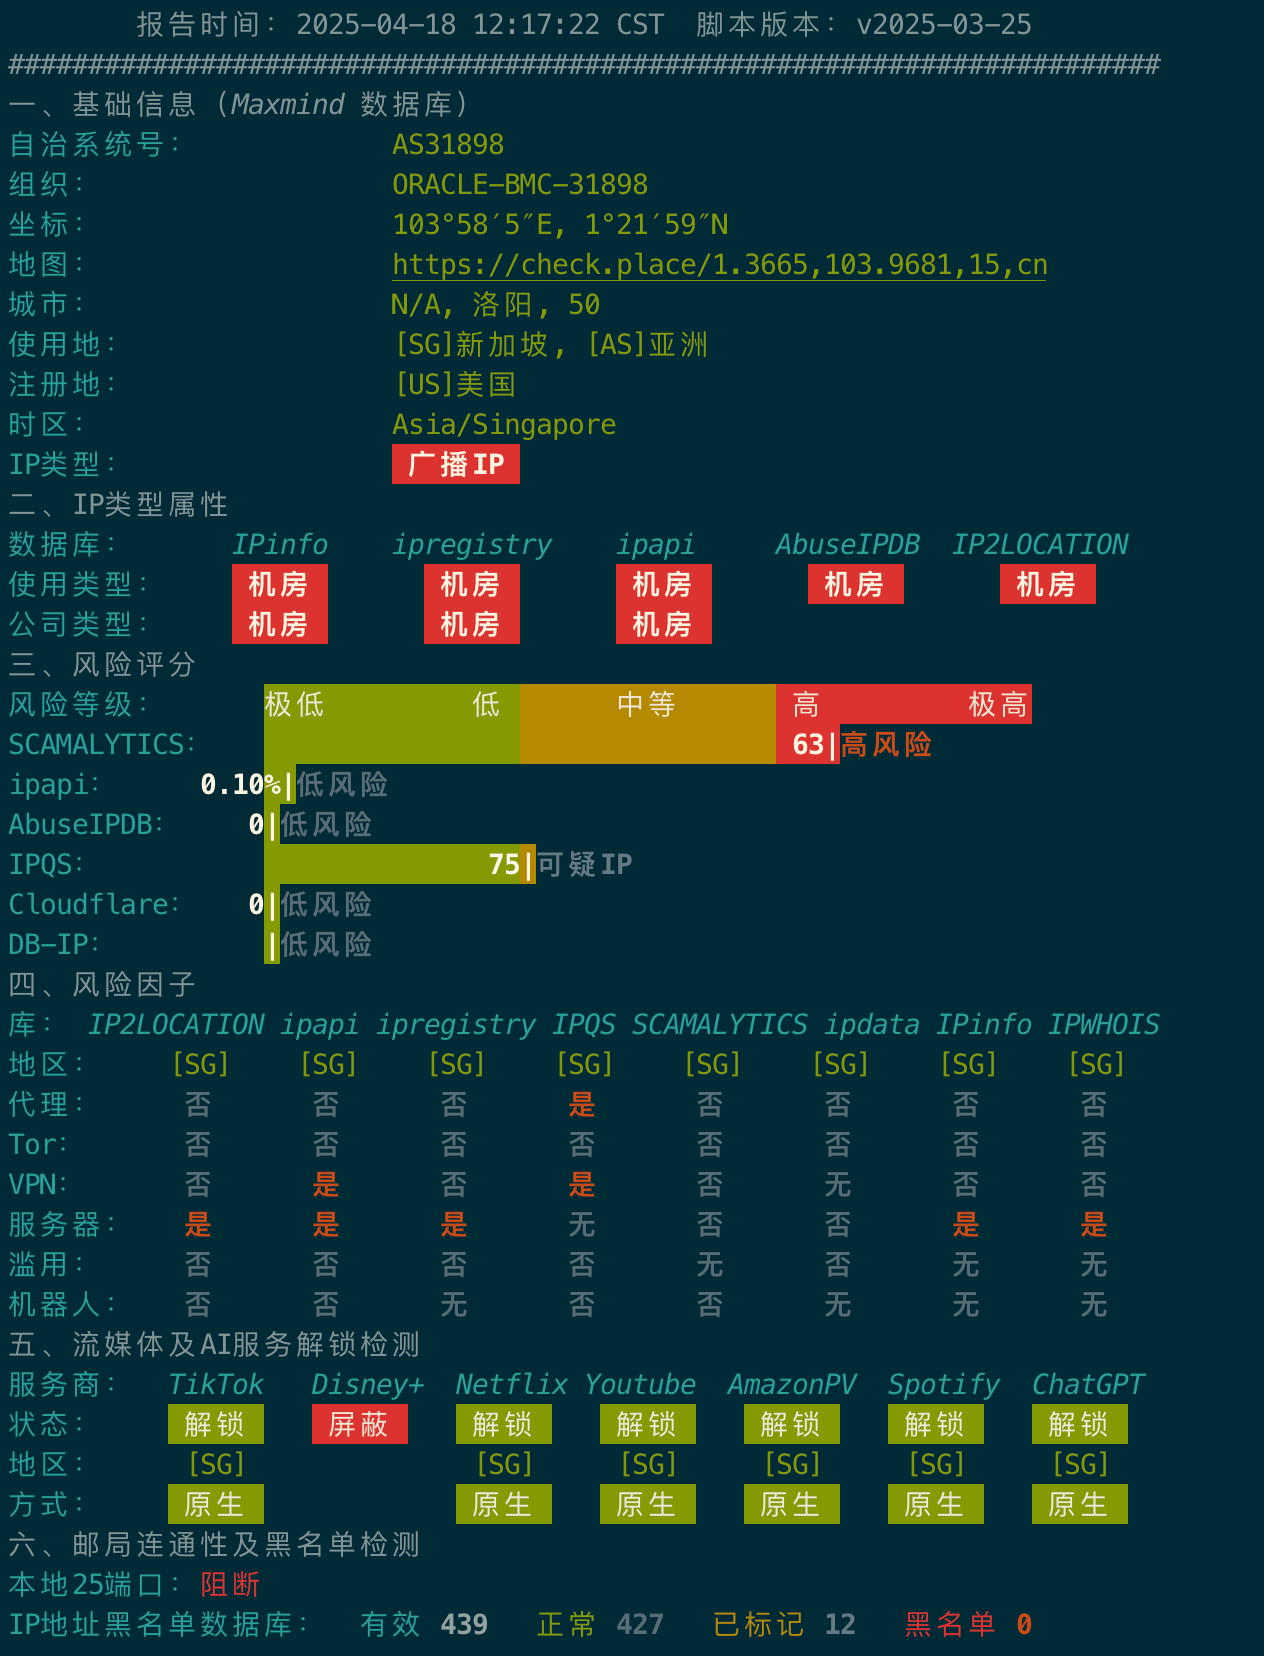 报告时间：2025-04-18 12:17:22 CST 脚本版本：v2025-03-25
########################################################################
一、基础信息（Maxmind 数据库）
自治系统号： AS31898
组织： ORACLE-BMC-31898
坐标： 103°58′5″E, 1°21′59″N
地图： https://check.place/1.3665,103.9681,15,cn
城市： N/A, 洛阳, 50
使用地： [SG]新加坡, [AS]亚洲
注册地： [US]美国
时区： Asia/Singapore
IP类型： 广播IP
二、IP类型属性
数据库： IPinfo ipregistry ipapi AbuseIPDB IP2LOCATION
使用类型： 机房 机房 机房 机房 机房
公司类型： 机房 机房 机房
三、风险评分
风险等级： 极低 低 中等 高 极高
SCAMALYTICS： 63|高风险
ipapi： 0.10%|低风险
AbuseIPDB： 0|低风险
IPQS： 75|可疑IP
Cloudflare： 0|低风险
DB-IP： |低风险
四、风险因子
库： IP2LOCATION ipapi ipregistry IPQS SCAMALYTICS ipdata IPinfo IPWHOIS
地区： [SG] [SG] [SG] [SG] [SG] [SG] [SG] [SG]
代理： 否 否 否 是 否 否 否 否
Tor： 否 否 否 否 否 否 否 否
VPN： 否 是 否 是 否 无 否 否
服务器： 是 是 是 无 否 否 是 是
滥用： 否 否 否 否 无 否 无 无
机器人： 否 否 无 否 否 无 无 无
五、流媒体及AI服务解锁检测
服务商： TikTok Disney+ Netflix Youtube AmazonPV Spotify ChatGPT
状态： 解锁 屏蔽 解锁 解锁 解锁 解锁 解锁
地区： [SG] [SG] [SG] [SG] [SG] [SG]
方式： 原生 原生 原生 原生 原生 原生
六、邮局连通性及黑名单检测
本地25端口：阻断
IP地址黑名单数据库： 有效 439 正常 427 已标记 12 黑名单 0